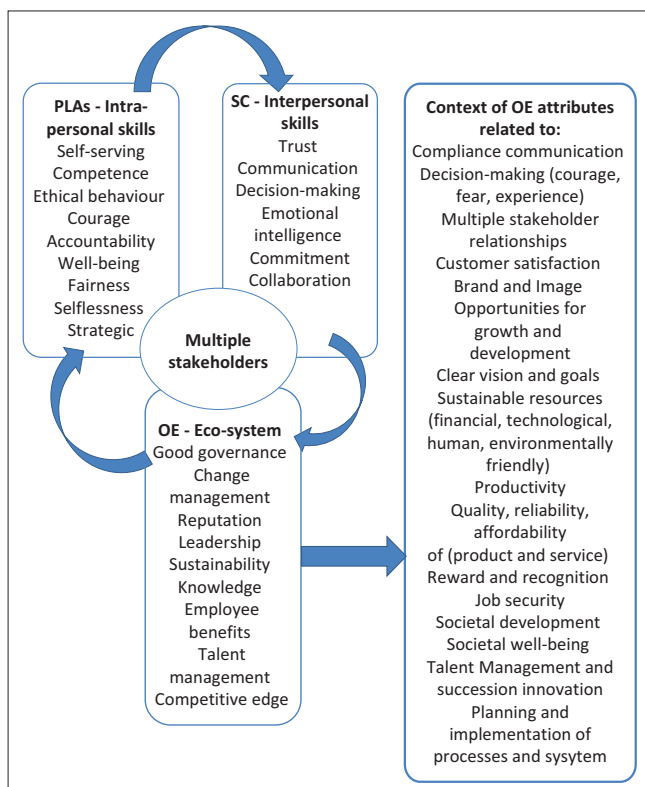 PLAs - Intra-
personal skills
Self-serving
Competence
Ethical behaviour
Courage
Accountability
Well-being
Fairness
Selflessness
Strategic
SC - Interpersonal
skills
Trust
Communication
Decision-making
Emotional
intelligence
Commitment
Collaboration
Multiple
stakeholders
OE - Eco-system
Good governance
Change
management
Reputation
Leadership
Sustainability
Knowledge
Employee
benefits
Talent
management
Competitive edge
Context of OE attributes
related to:
Compliance communication
Decision-making (courage,
fear, experience)
Multiple stakeholder
relationships
Customer satisfaction
Brand and Image
Opportunities for
growth and
development
Clear vision and goals
Sustainable resources
(financial, technological,
human, environmentally
friendly)
Productivity
Quality, reliability,
affordability
of (product and service)
Reward and recognition
Job security
Societal development
Societal well-being
Talent Management and
succession innovation
Planning and
implementation of
processes and sysytem